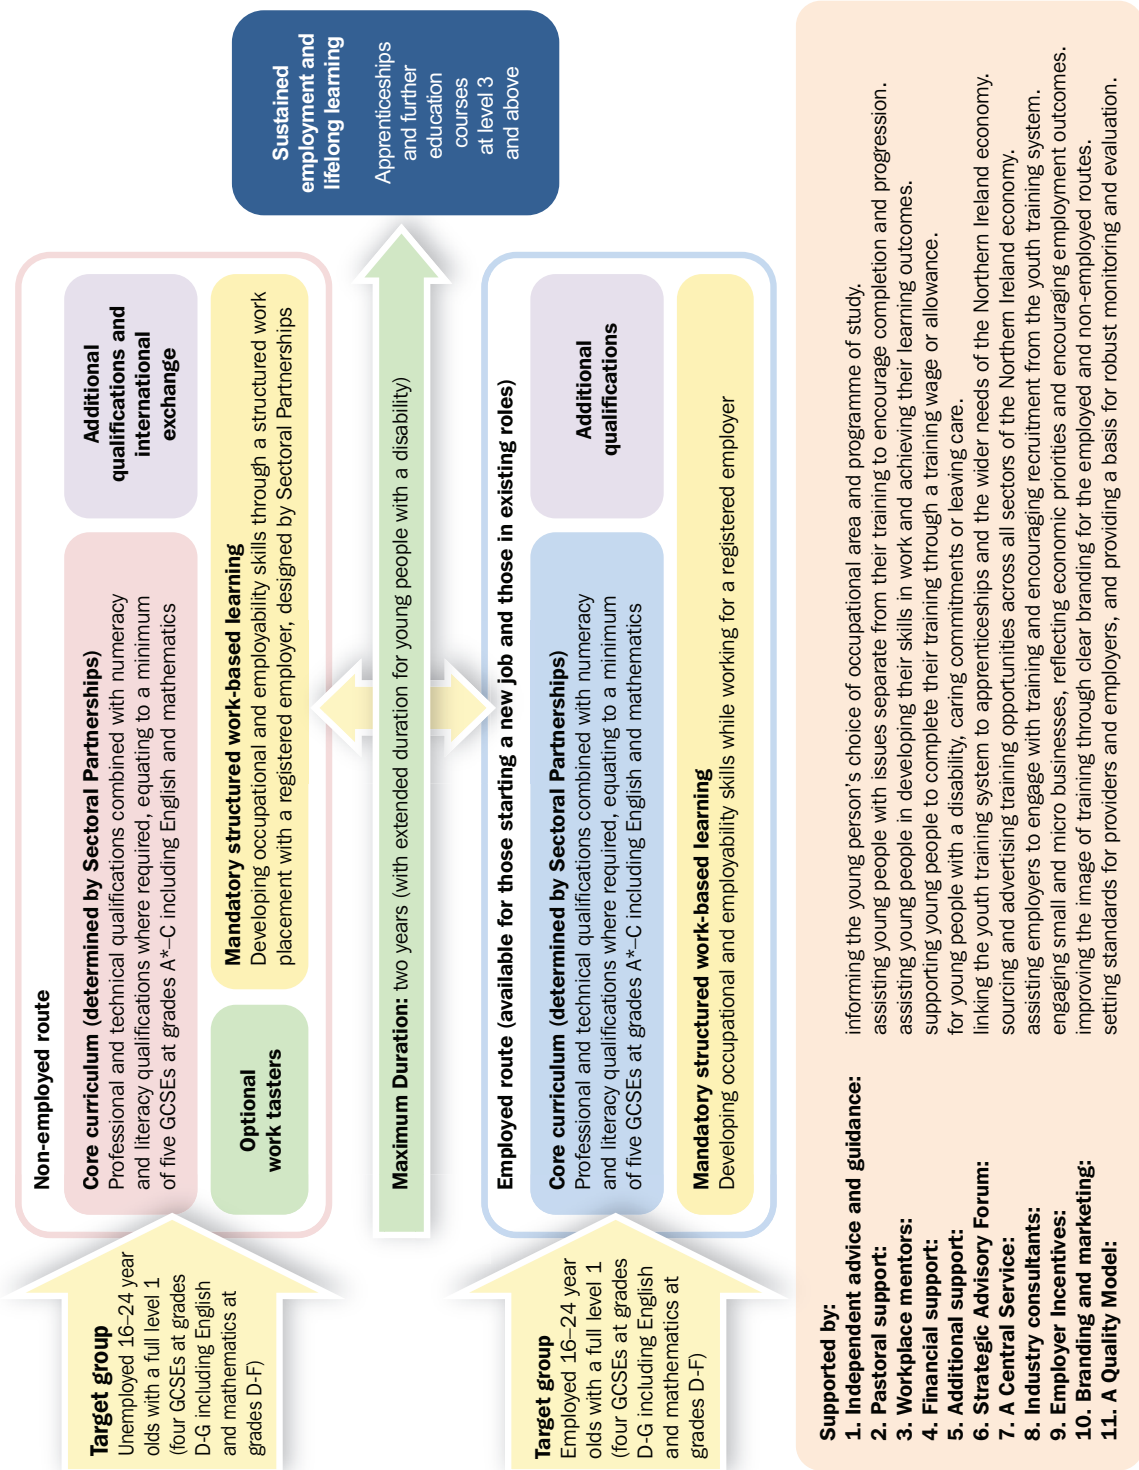 Target group
Unemployed 16–24 year
olds with a full level 1
(four GCSEs at grades
D-G including English
and mathematics at
grades D-F)
Non-employed route
Core curriculum (determined by Sectoral Partnerships)
Professional and technical qualifications combined with numeracy
and literacy qualifications where required, equating to a minimum
of five GCSEs at grades A*–C including English and mathematics
Additional
qualifications and
international
exchange
Optional
work tasters
Mandatory structured work-based learning
Developing occupational and employability skills through a structured work
placement with a registered employer, designed by Sectoral Partnerships
Maximum Duration: two years (with extended duration for young people with a disability)
Sustained
employment and
lifelong learning
Apprenticeships
and further
education
courses
at level 3
and above
Target group
Employed 16–24 year
olds with a full level 1
(four GCSEs at grades
D-G including English
and mathematics at
grades D-F)
Employed route (available for those starting a new job and those in existing roles)
Core curriculum (determined by Sectoral Partnerships)
Professional and technical qualifications combined with numeracy
and literacy qualifications where required, equating to a minimum
of five GCSEs at grades A*–C including English and mathematics
Additional
qualifications
Mandatory structured work-based learning
Developing occupational and employability skills while working for a registered employer
Supported by:
1. Independent advice and guidance: informing the young person's choice of occupational area and programme of study.
2. Pastoral support: assisting young people with issues separate from their training to encourage completion and progression.
3. Workplace mentors: assisting young people in developing their skills in work and achieving their learning outcomes.
4. Financial support: supporting young people to complete their training through a training wage or allowance.
5. Additional support: for young people with a disability, caring commitments or leaving care.
6. Strategic Advisory Forum: linking the youth training system to apprenticeships and the wider needs of the Northern Ireland economy.
7. A Central Service: sourcing and advertising training opportunities across all sectors of the Northern Ireland economy.
8. Industry consultants: assisting employers to engage with training and encouraging recruitment from the youth training system.
9. Employer Incentives: engaging small and micro businesses, reflecting economic priorities and encouraging employment outcomes.
10. Branding and marketing: improving the image of training through clear branding for the employed and non-employed routes.
11. A Quality Model: setting standards for providers and employers, and providing a basis for robust monitoring and evaluation.